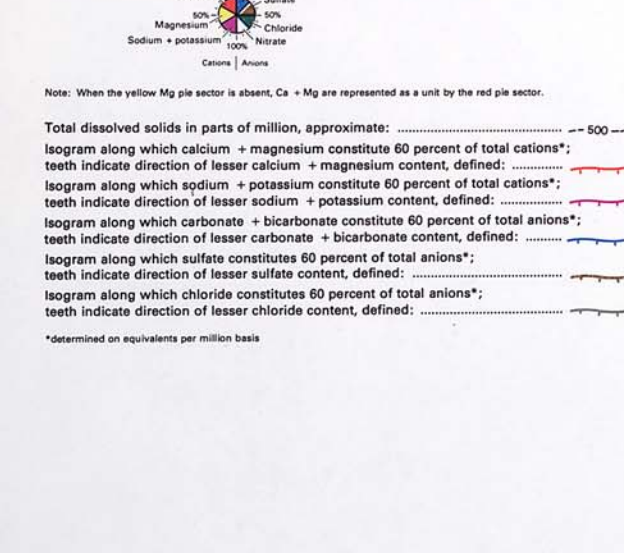 50% 50%
Magnesium Chloride
Sodium + potassium Nitrate
100%
Cations | Anions
Note: When the yellow Mg pie sector is absent, Ca + Mg are represented as a unit by the red pie sector.
Total dissolved solids in parts of million, approximate: ............................................... -- 500 --
Isogram along which calcium + magnesium constitute 60 percent of total cations*;
teeth indicate direction of lesser calcium + magnesium content, defined: ..............
Isogram along which sodium + potassium constitute 60 percent of total cations*;
teeth indicate direction of lesser sodium + potassium content, defined: .................
Isogram along which carbonate + bicarbonate constitute 60 percent of total anions*;
teeth indicate direction of lesser carbonate + bicarbonate content, defined: ..........
Isogram along which sulfate constitutes 60 percent of total anions*;
teeth indicate direction of lesser sulfate content, defined: ...........................................
Isogram along which chloride constitutes 60 percent of total anions*;
teeth indicate direction of lesser chloride content, defined: ........................................
*determined on equivalents per million basis